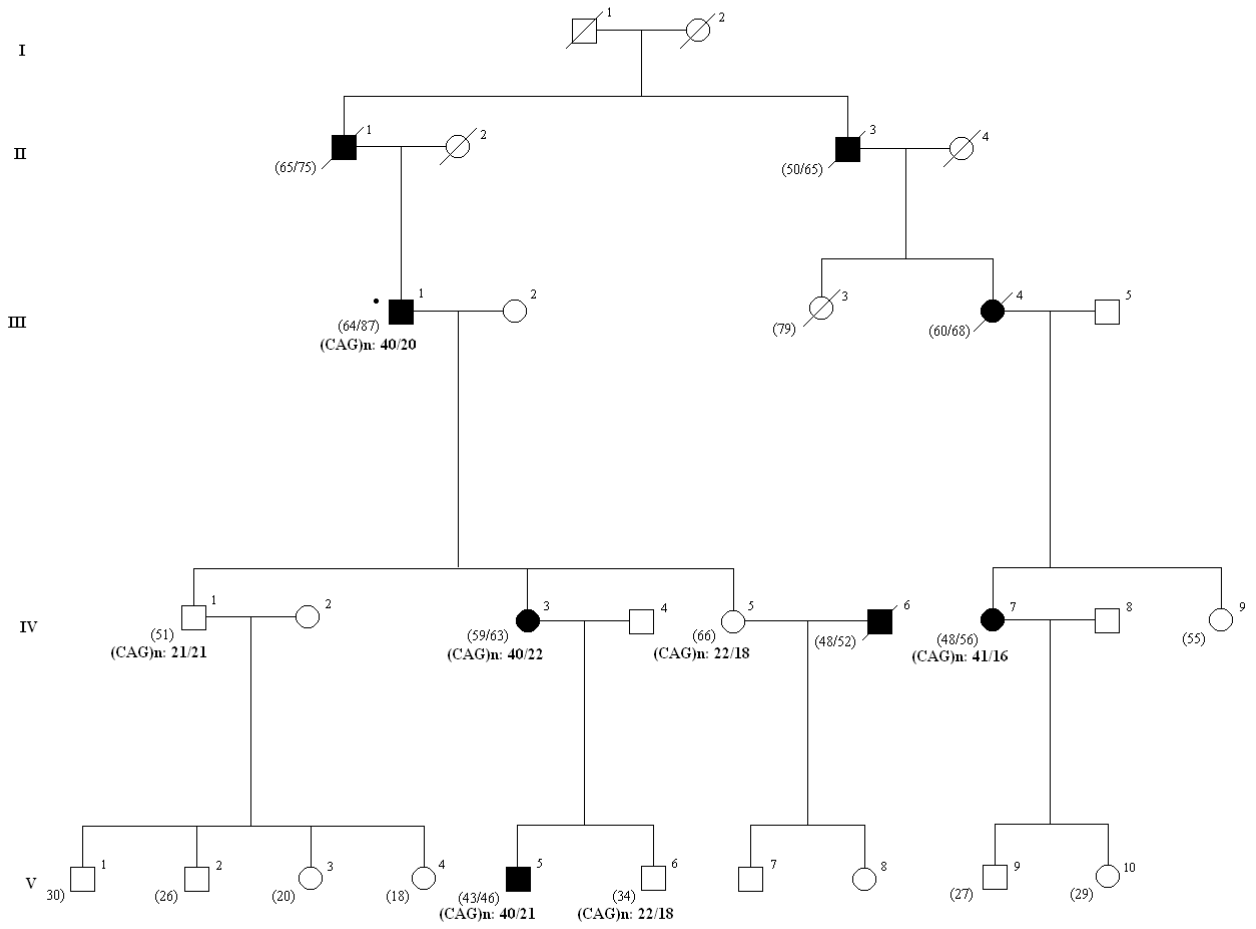 1 2
I
1 2 3 4
II
(65/75) (50/65)
1 2 3 4 5
III
(64/87) (79) (60/68)
(CAG)n: 40/20
1 2 3 4 5 6 7 8 9
IV
(51) (59/63) (66) (48/52) (48/56) (55)
(CAG)n: 21/21 (CAG)n: 40/22 (CAG)n: 22/18 (CAG)n: 41/16
1 2 3 4 5 6 7 8 9 10
V
30) (26) (20) (18) (43/46) (34) (27) (29)
(CAG)n: 40/21 (CAG)n: 22/18